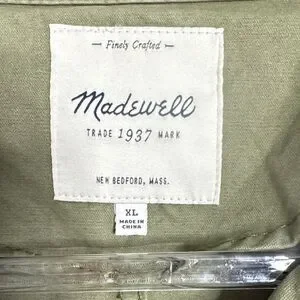 — Finely Crafted —
Madewell
TRADE 1937 MARK
NEW BEDFORD, MASS.
XL
MADE IN
CHINA